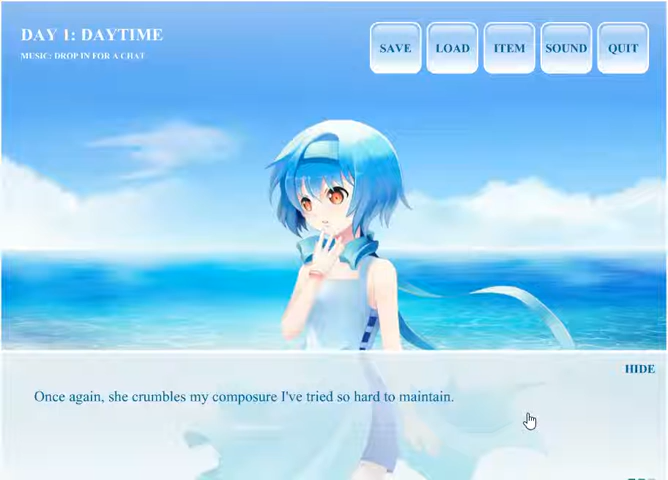 DAY 1: DAYTIME
MUSIC: DROP IN FOR A CHAT
SAVE
LOAD
ITEM
SOUND
QUIT
HIDE
Once again, she crumbles my composure I've tried so hard to maintain.